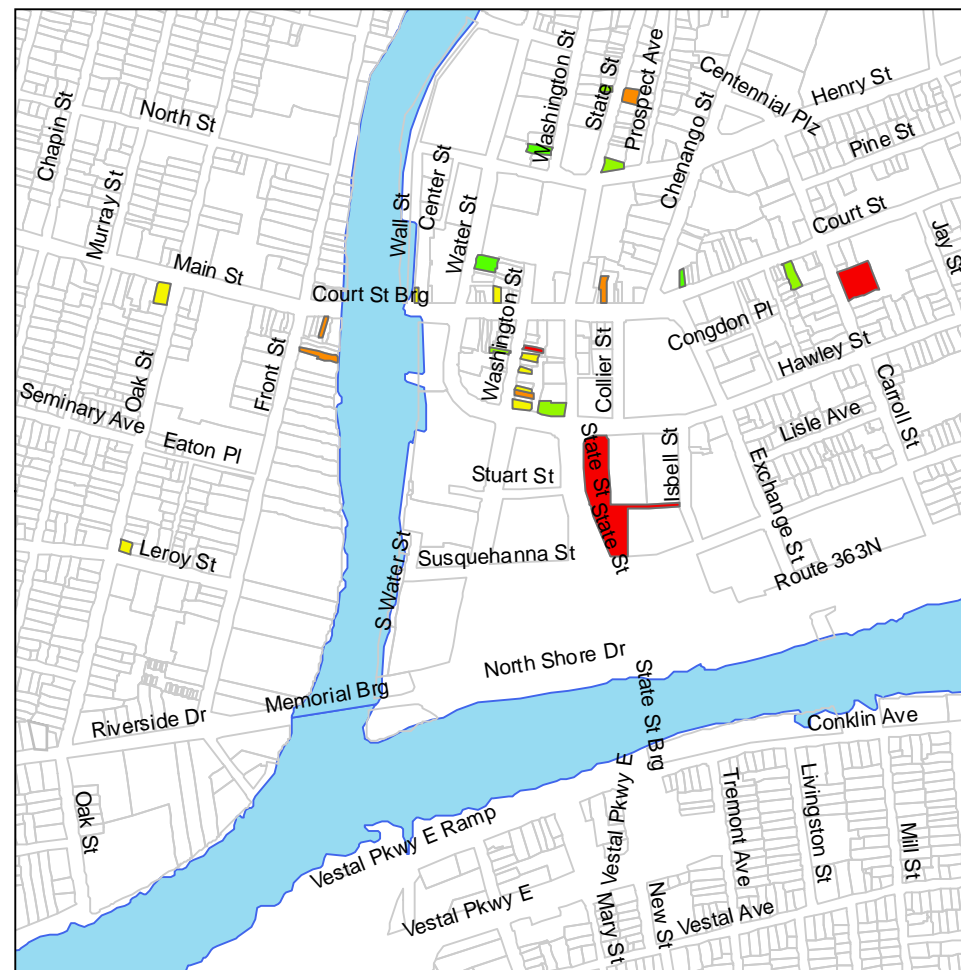 Washington St
State St
Prospect Ave
Centennial Plz
Henry St
Chapin St
North St
Chenango St
Pine St
Murray St
Center St
Wall St
Water St
Court St
Jay St
Main St
Court St Brg
Washington St
Congdon Pl
Collier St
Hawley St
Oak St
Front St
Carroll St
Lisle Ave
Seminary Ave
Eaton Pl
Stuart St
State St
State St
Isbell St
Exchange St
Leroy St
Susquehanna St
Route 363N
S Water St
North Shore Dr
Memorial Brg
State St Brg
Riverside Dr
Conklin Ave
Oak St
Vestal Pkwy E
Tremont Ave
Livingston St
Mill St
Vestal Pkwy E Ramp
Vestal Pkwy E
Mary St
New St
Vestal Ave